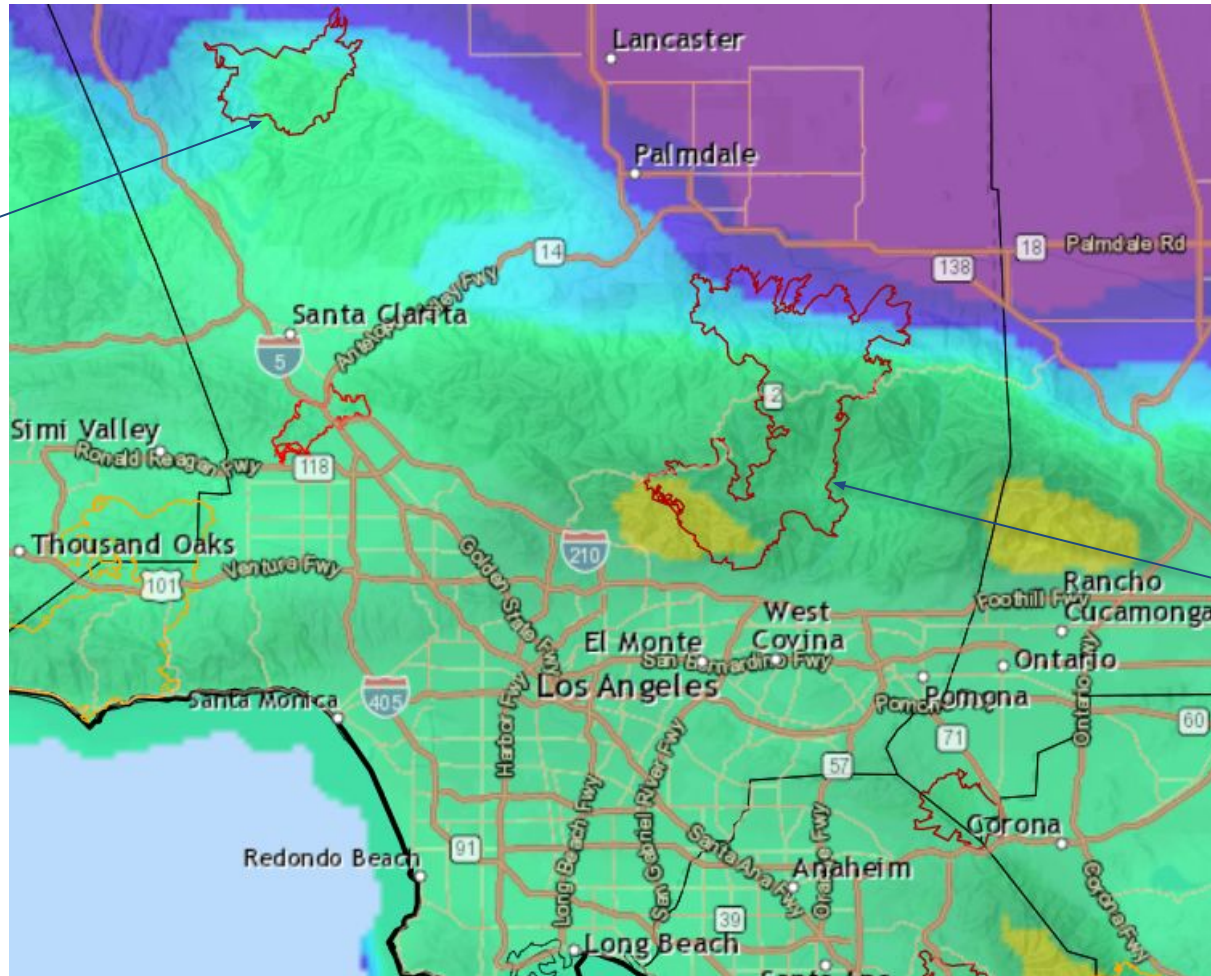 Lancaster
Palmdale
18
Palmdale Rd
138
14
Antelope Valley Fwy
Santa Clarita
5
2
Simi Valley
Ronald Reagan Fwy
118
Thousand Oaks
101
Ventura Fwy
210
Golden State Fwy
Foothill Fwy
Rancho
Cucamonga
West
Covina
El Monte
San Bernardino Fwy
Ontario
Los Angeles
Pomona
Santa Monica
405
Harbor Fwy
Ontario Fwy
60
71
57
San Gabriel River Fwy
Long Beach Fwy
Corona
Redondo Beach
91
Santa Ana Fwy
Orange Fwy
Anaheim
Corona Fwy
39
Long Beach